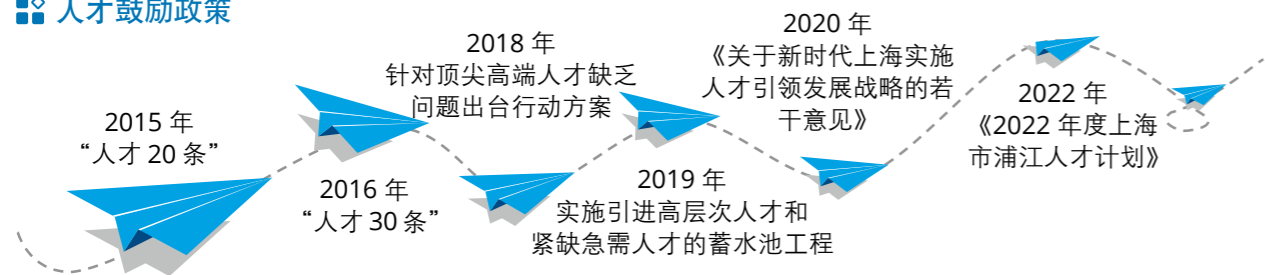 人才鼓励政策
2015 年
“人才 20 条”
2016 年
“人才 30 条”
2018 年
针对顶尖高端人才缺乏
问题出台行动方案
2019 年
实施引进高层次人才和
紧缺急需人才的蓄水池工程
2020 年
《关于新时代上海实施
人才引领发展战略的若
干意见》
2022 年
《2022 年度上海
市浦江人才计划》